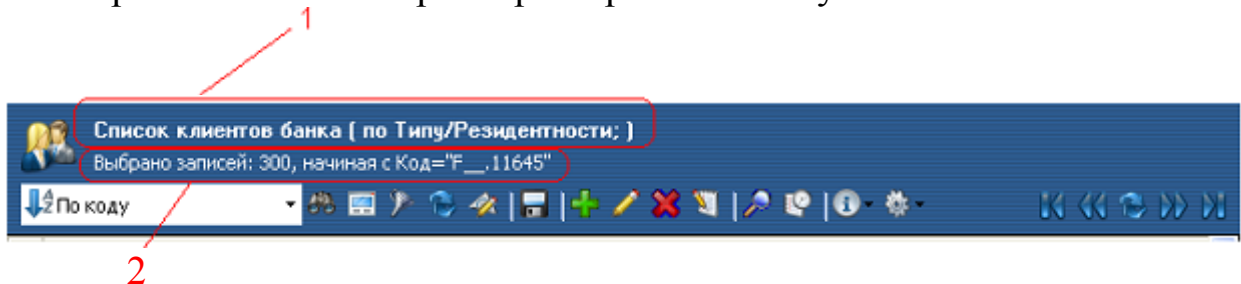 1
Список клиентов банка ( по Типу/Резидентности; )
Выбрано записей: 300, начиная с Код="F__.11645"
По коду
2